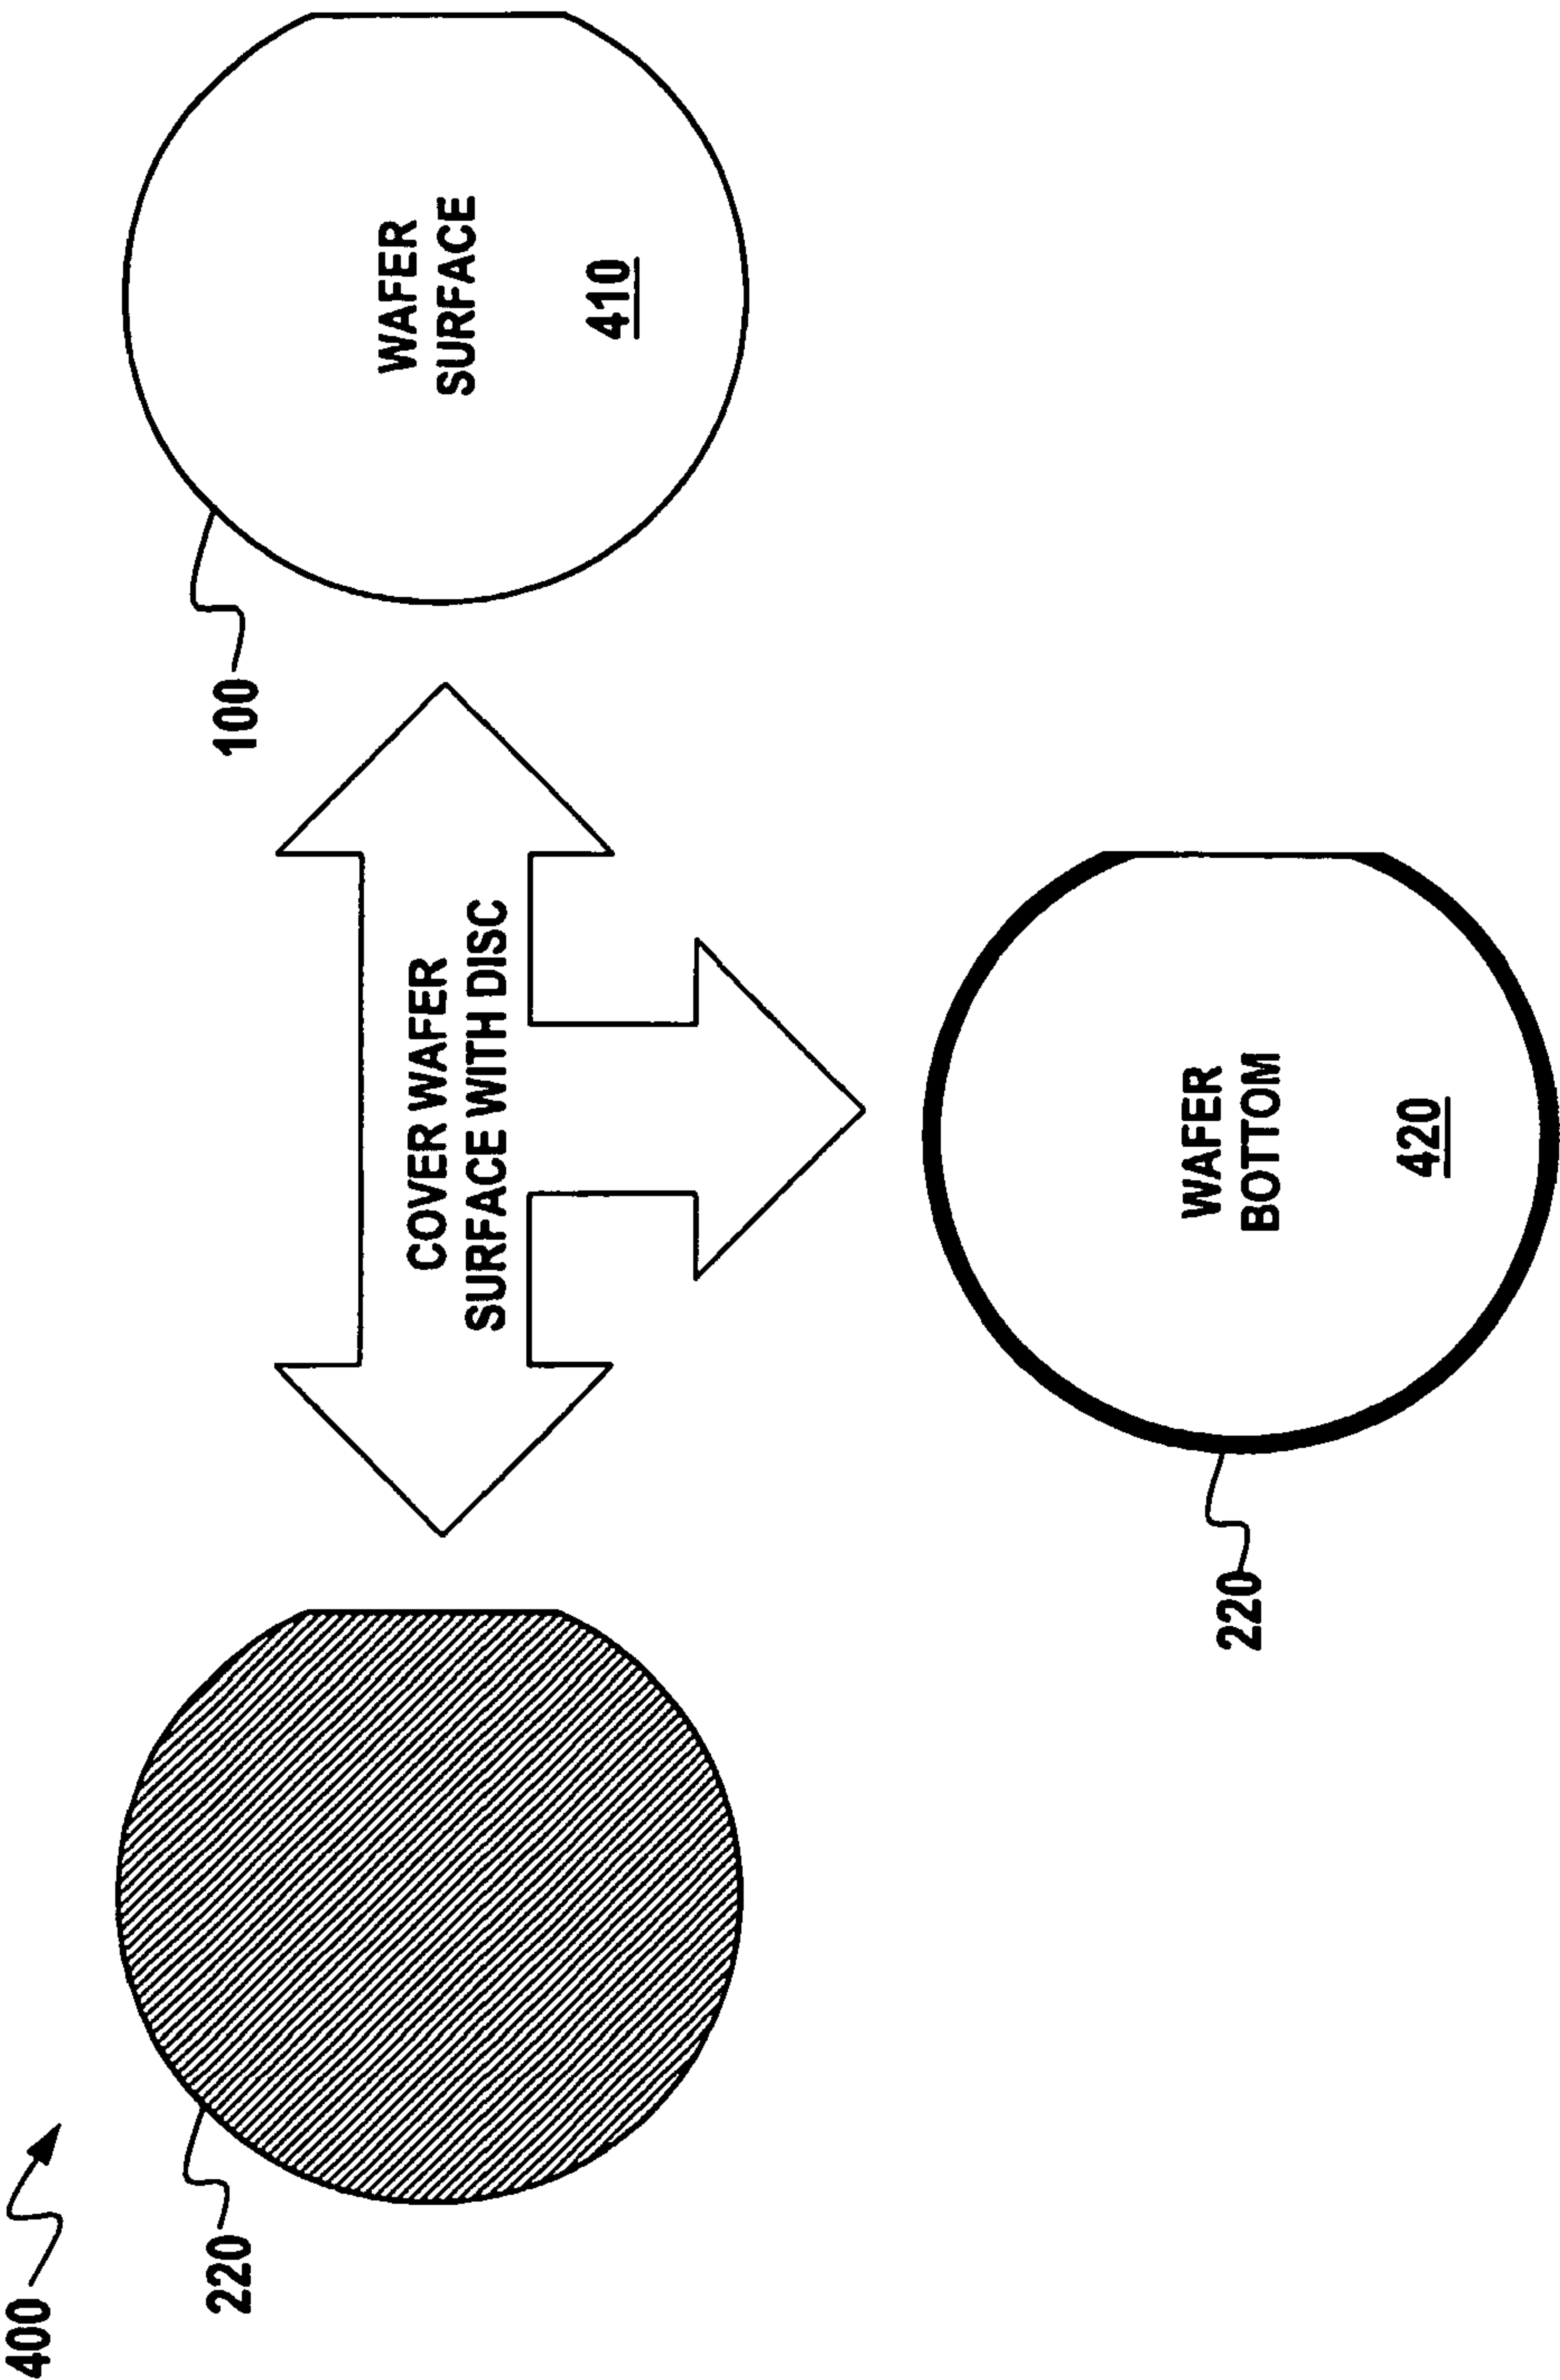 400
220
COVER WAFER
SURFACE WITH DISC
100
WAFER
SURFACE
410
220
WAFER
BOTTOM
420